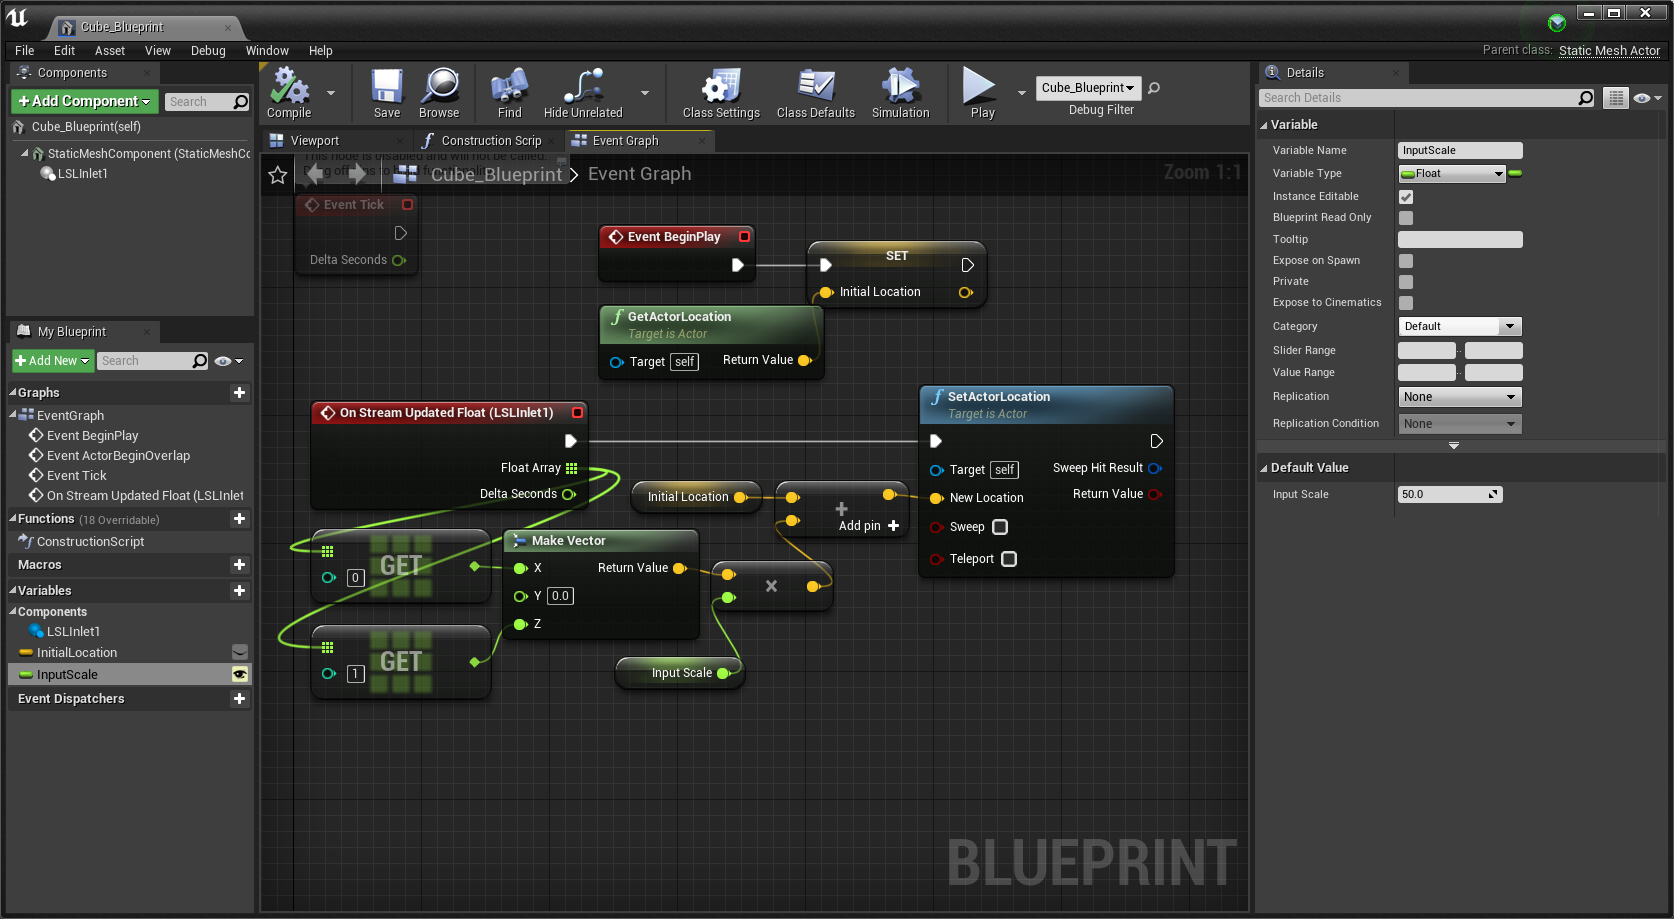 Cube_Blueprint
File Edit Asset View Debug Window Help
Parent class: Static Mesh Actor
Components
+Add Component
Search
Cube_Blueprint(self)
StaticMeshComponent (StaticMeshCo
LSLInlet1
Compile
Save
Browse
Find
Hide Unrelated
Class Settings
Class Defaults
Simulation
Play
Cube_Blueprint
Debug Filter
Viewport
Construction Scrip
Event Graph
This node is disabled and will not be called.
Cube_Blueprint > Event Graph
Zoom 1:1
Event Tick
Delta Seconds
Event BeginPlay
SET
Initial Location
GetActorLocation
Target is Actor
Target self
Return Value
On Stream Updated Float (LSLInlet1)
Float Array
Delta Seconds
SetActorLocation
Target is Actor
Target self
Sweep Hit Result
New Location
Return Value
Sweep
Teleport
Initial Location
+
Add pin +
GET
0
Make Vector
X
Return Value
Y 0.0
Z
×
GET
1
Input Scale
BLUEPRINT
My Blueprint
+Add New
Search
Graphs
EventGraph
Event BeginPlay
Event ActorBeginOverlap
Event Tick
On Stream Updated Float (LSLInlet
Functions (18 Overridable)
ConstructionScript
Macros
Variables
Components
LSLInlet1
InitialLocation
InputScale
Event Dispatchers
Details
Search Details
Variable
Variable Name InputScale
Variable Type Float
Instance Editable
Blueprint Read Only
Tooltip
Expose on Spawn
Private
Expose to Cinematics
Category Default
Slider Range
Value Range
Replication None
Replication Condition None
Default Value
Input Scale 50.0